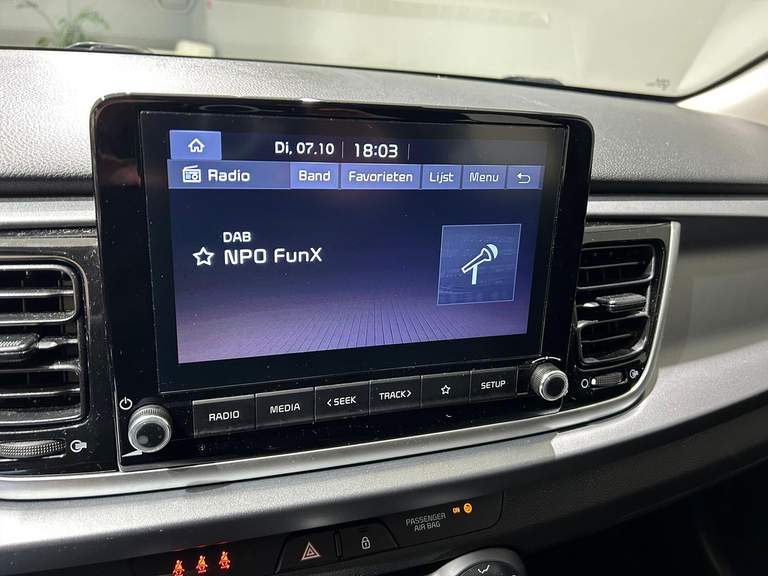 Di, 07.10 18:03
Radio Band Favorieten Lijst Menu
DAB
NPO FunX
RADIO MEDIA < SEEK TRACK > SETUP
PASSENGER AIR BAG ON